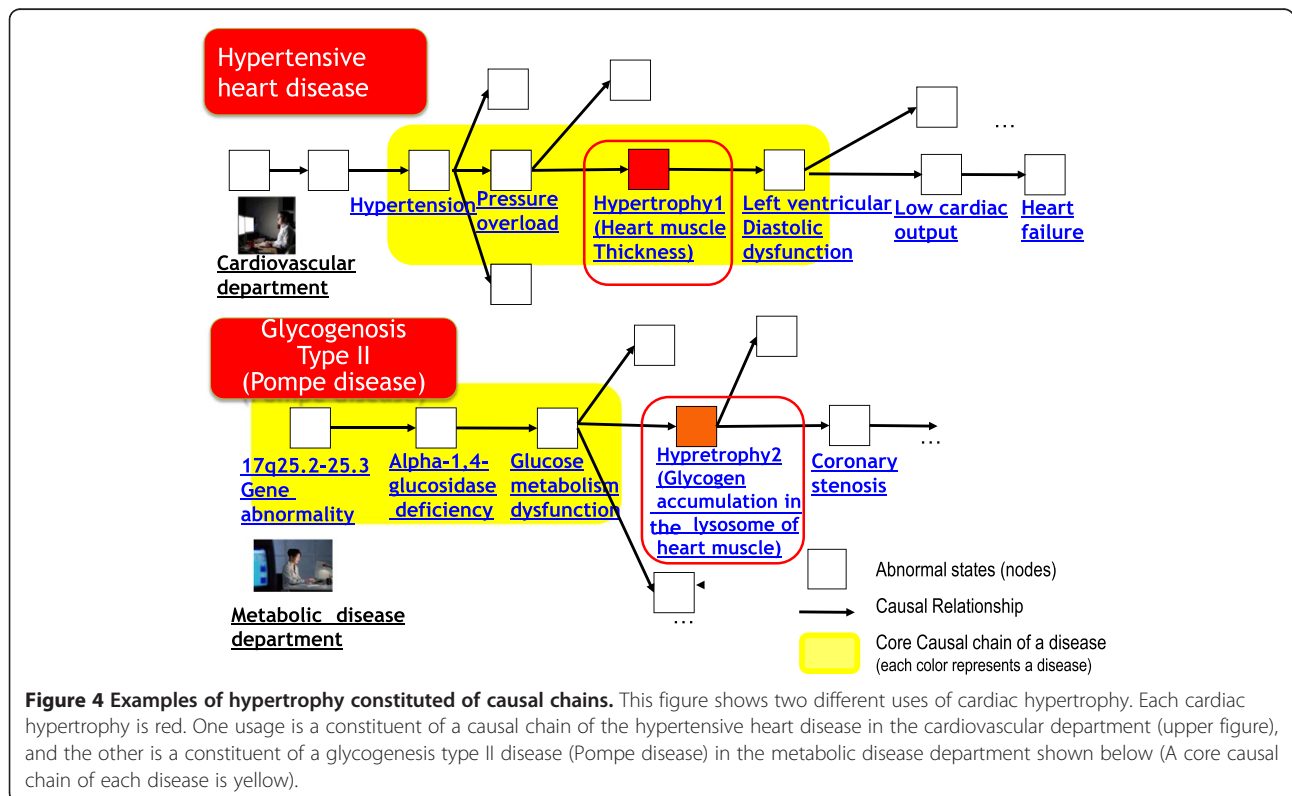 Hypertensive
heart disease
...
Hypertension
Pressure
overload
Hypertrophy1
(Heart muscle
Thickness)
Left ventricular
Diastolic
dysfunction
Low cardiac
output
Heart
failure
Cardiovascular
department
Glycogenosis
Type II
(Pompe disease)
...
17q25.2-25.3
Gene
abnormality
Alpha-1,4-
glucosidase
deficiency
Glucose
metabolism
dysfunction
Hypretrophy2
(Glycogen
accumulation in
the lysosome of
heart muscle)
Coronary
stenosis
...
Metabolic disease
department
Abnormal states (nodes)
Causal Relationship
Core Causal chain of a disease
(each color represents a disease)
Figure 4 Examples of hypertrophy constituted of causal chains. This figure shows two different uses of cardiac hypertrophy. Each cardiac
hypertrophy is red. One usage is a constituent of a causal chain of the hypertensive heart disease in the cardiovascular department (upper figure),
and the other is a constituent of a glycogenesis type II disease (Pompe disease) in the metabolic disease department shown below (A core causal
chain of each disease is yellow).